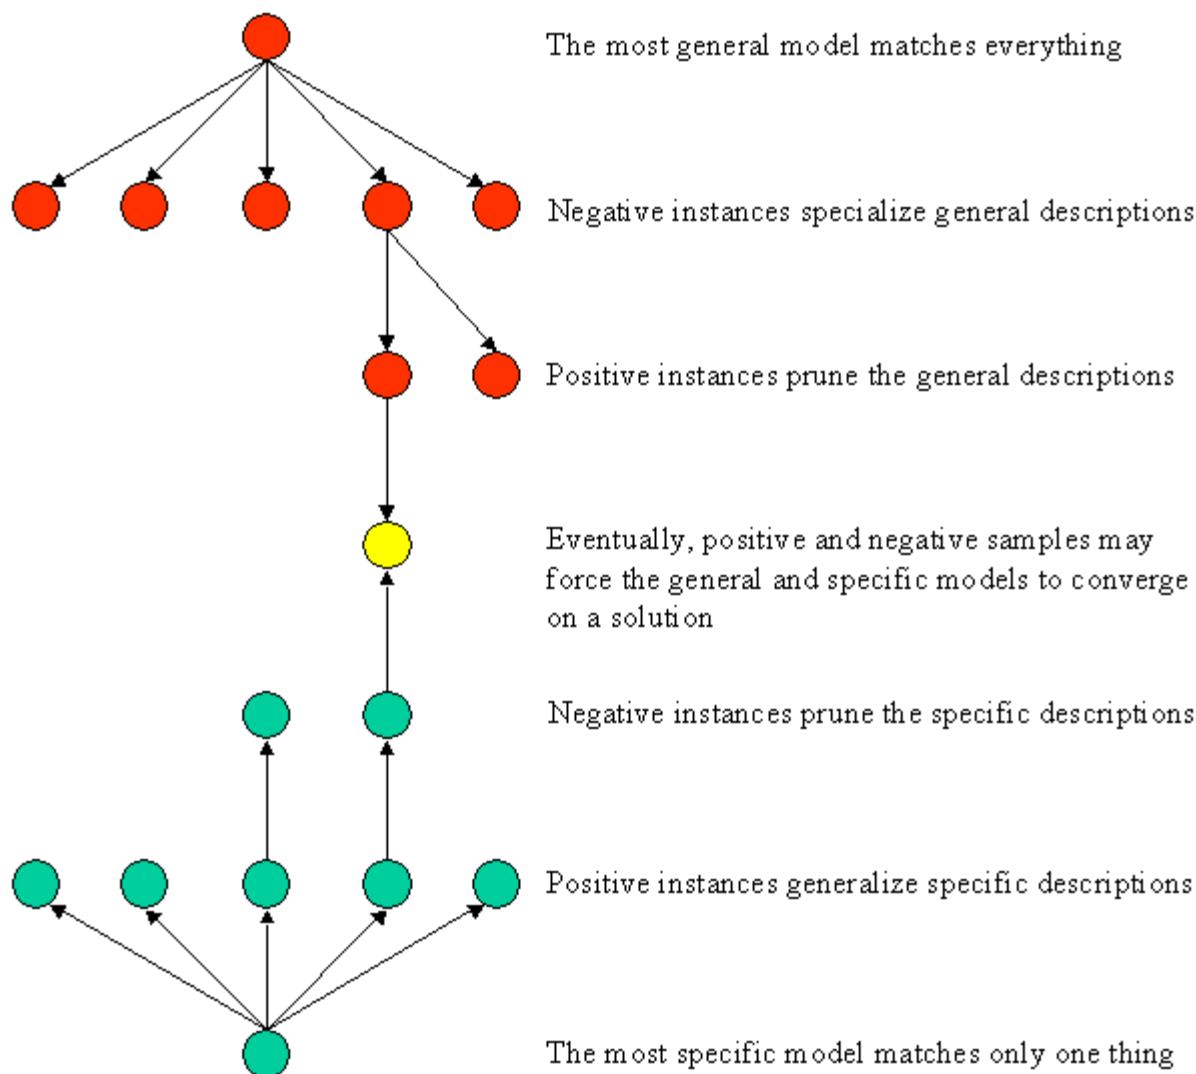 The most general model matches everything
Negative instances specialize general descriptions
Positive instances prune the general descriptions
Eventually, positive and negative samples may
force the general and specific models to converge
on a solution
Negative instances prune the specific descriptions
Positive instances generalize specific descriptions
The most specific model matches only one thing